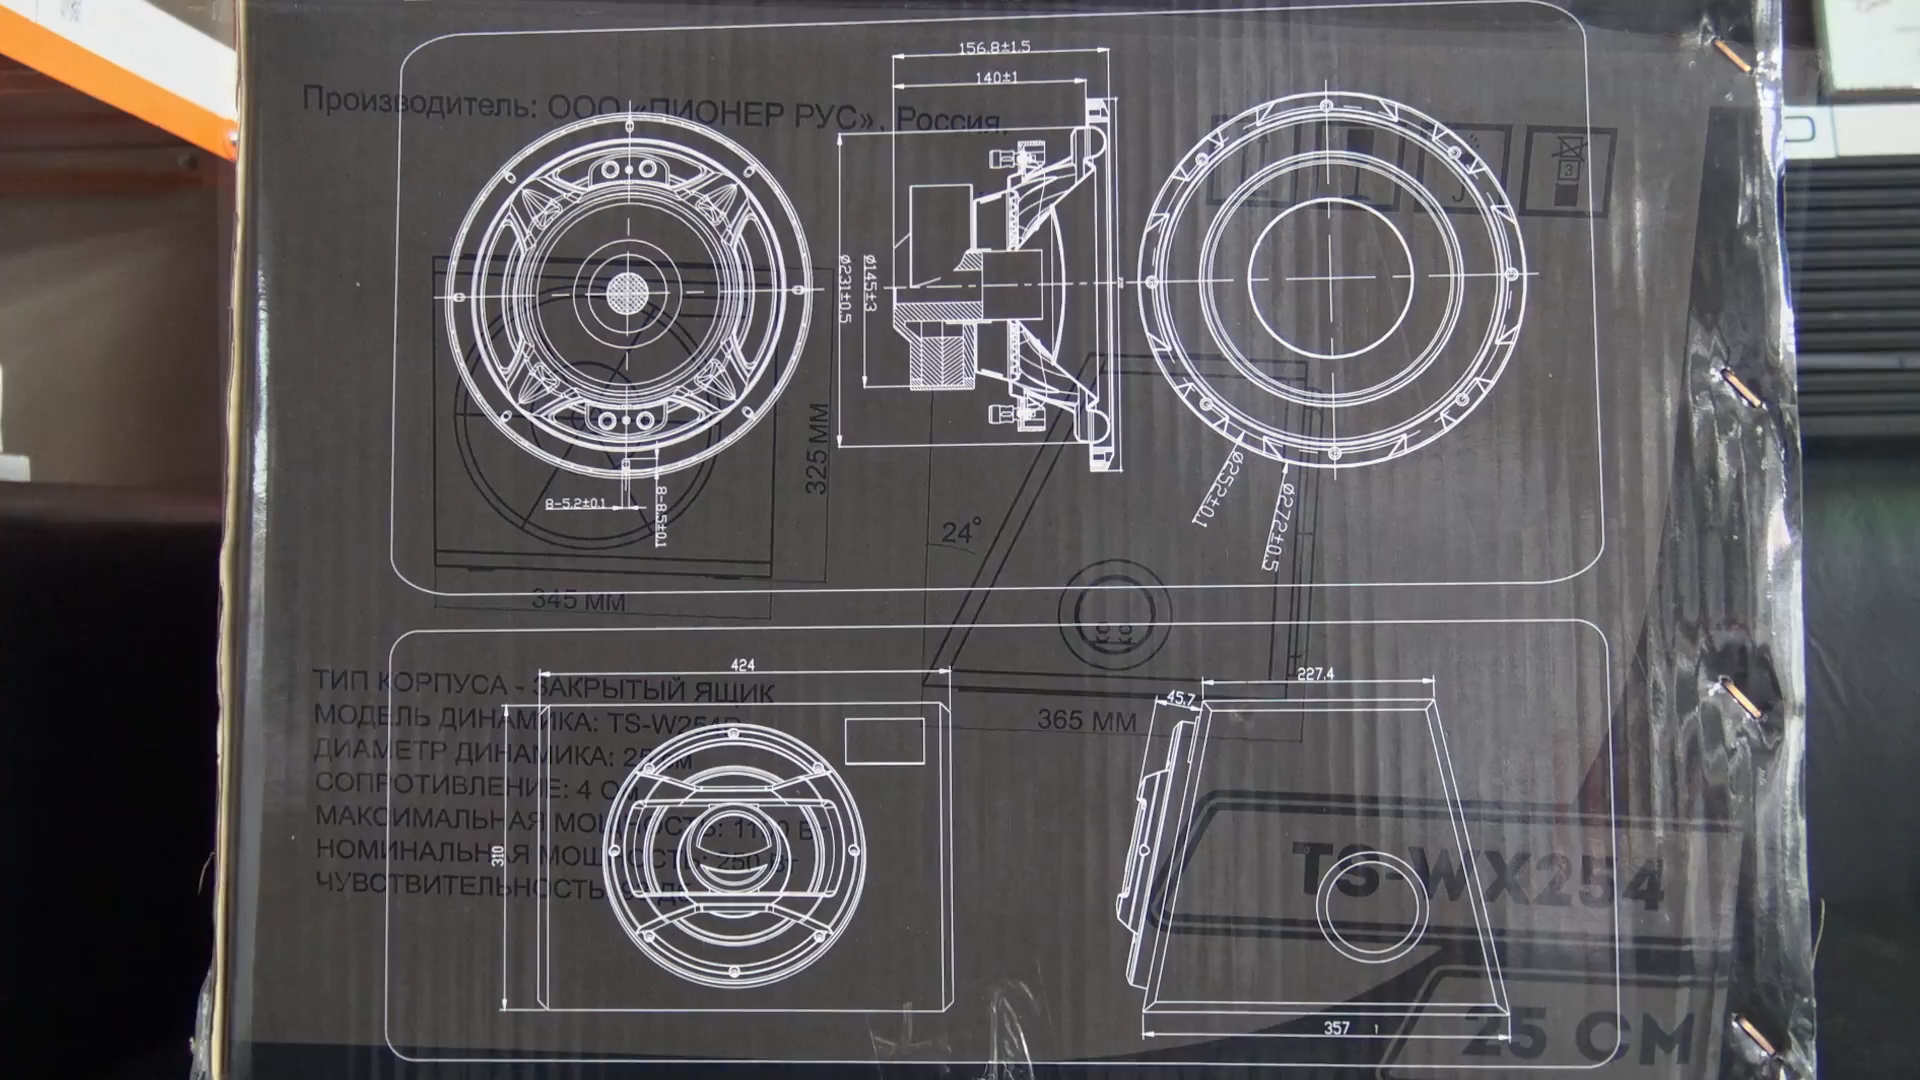 156.8±1.5
140±1
Производитель: ООО «ПИОНЕР РУС», Россия.
3
ø231±0.5
ø145±3
325 ММ
8-5.2±0.1
8-8.5±0.1
ø252±0.1
ø272±0.5
24°
345 ММ
424
227.4
45.7
ТИП КОРПУСА - ЗАКРЫТЫЙ ЯЩИК
МОДЕЛЬ ДИНАМИКА:
365 ММ
ДИАМЕТР ДИНАМИКА:
СОПРОТИВЛЕНИЕ: 4
МАКСИМАЛЬНАЯ МОЩНОСТЬ:
310
НОМИНАЛЬНАЯ МОЩНОСТЬ: 250
ЧУВСТВИТЕЛЬНОСТЬ
TS-WX254
357
25 СМ